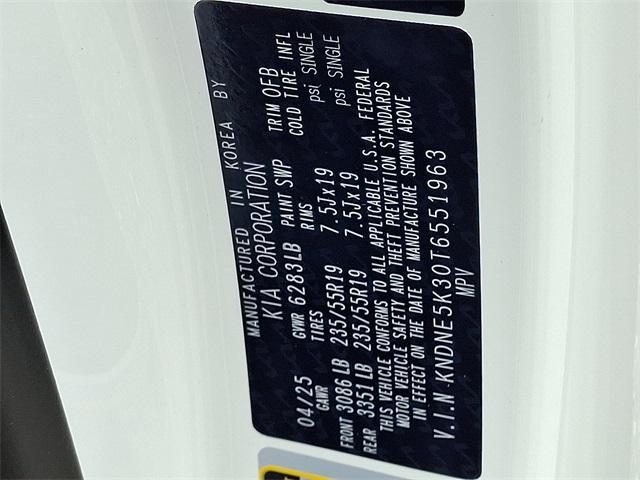 MANUFACTURED IN KOREA BY
KIA CORPORATION
04/25 GVWR 6283LB PAINT SWP TRIM OFB
GAWR TIRES RIMS COLD TIRE INFL
FRONT 3086 LB 235/55R19 7.5Jx19 psi SINGLE
REAR 3351 LB 235/55R19 7.5Jx19 psi SINGLE
THIS VEHICLE CONFORMS TO ALL APPLICABLE U.S.A. FEDERAL
MOTOR VEHICLE SAFETY AND THEFT PREVENTION STANDARDS
IN EFFECT ON THE DATE OF MANUFACTURE SHOWN ABOVE
V.I.N KNDNE5K30T6551963
MPV